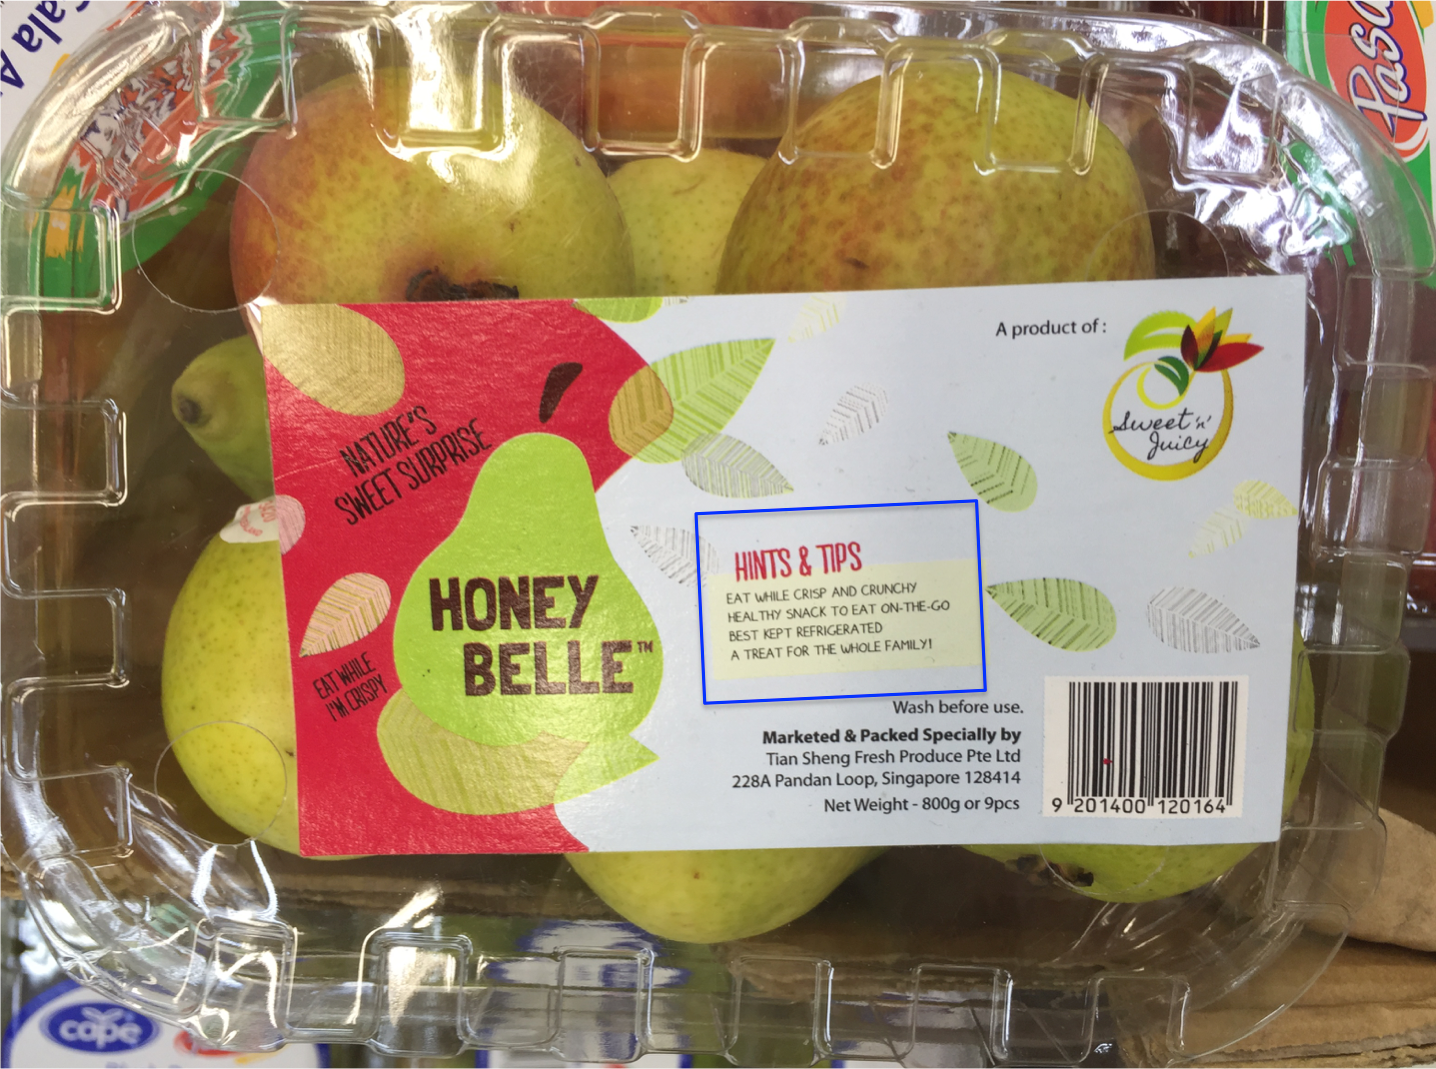 ala A
Pasa
NATURE'S
SWEET SURPRISE
HONEY
BELLE™
EAT WHILE
I'M CRISPY
A product of :
Sweet 'n'
Juicy
HINTS & TIPS
EAT WHILE CRISP AND CRUNCHY
HEALTHY SNACK TO EAT ON-THE-GO
BEST KEPT REFRIGERATED
A TREAT FOR THE WHOLE FAMILY!
Wash before use.
Marketed & Packed Specially by
Tian Sheng Fresh Produce Pte Ltd
228A Pandan Loop, Singapore 128414
Net Weight - 800g or 9pcs
9 201400 120164
cape